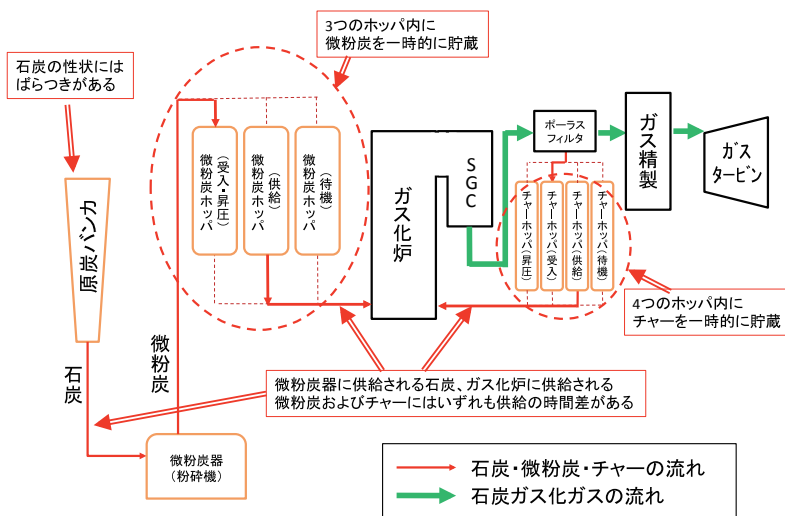 3つのホッパ内に
微粉炭を一時的に貯蔵
石炭の性状には
ばらつきがある
原炭バンカ
石炭
微粉炭
微粉炭器
(粉砕機)
微粉炭ホッパ
(受入・昇圧)
微粉炭ホッパ
(供給)
微粉炭ホッパ
(待機)
ガス化炉
SGC
ポーラス
フィルタ
ガス精製
ガス
タービン
チャーホッパ(昇圧)
チャーホッパ(受入)
チャーホッパ(供給)
チャーホッパ(待機)
4つのホッパ内に
チャーを一時的に貯蔵
微粉炭器に供給される石炭、ガス化炉に供給される
微粉炭およびチャーにはいずれも供給の時間差がある
石炭・微粉炭・チャーの流れ
石炭ガス化ガスの流れ